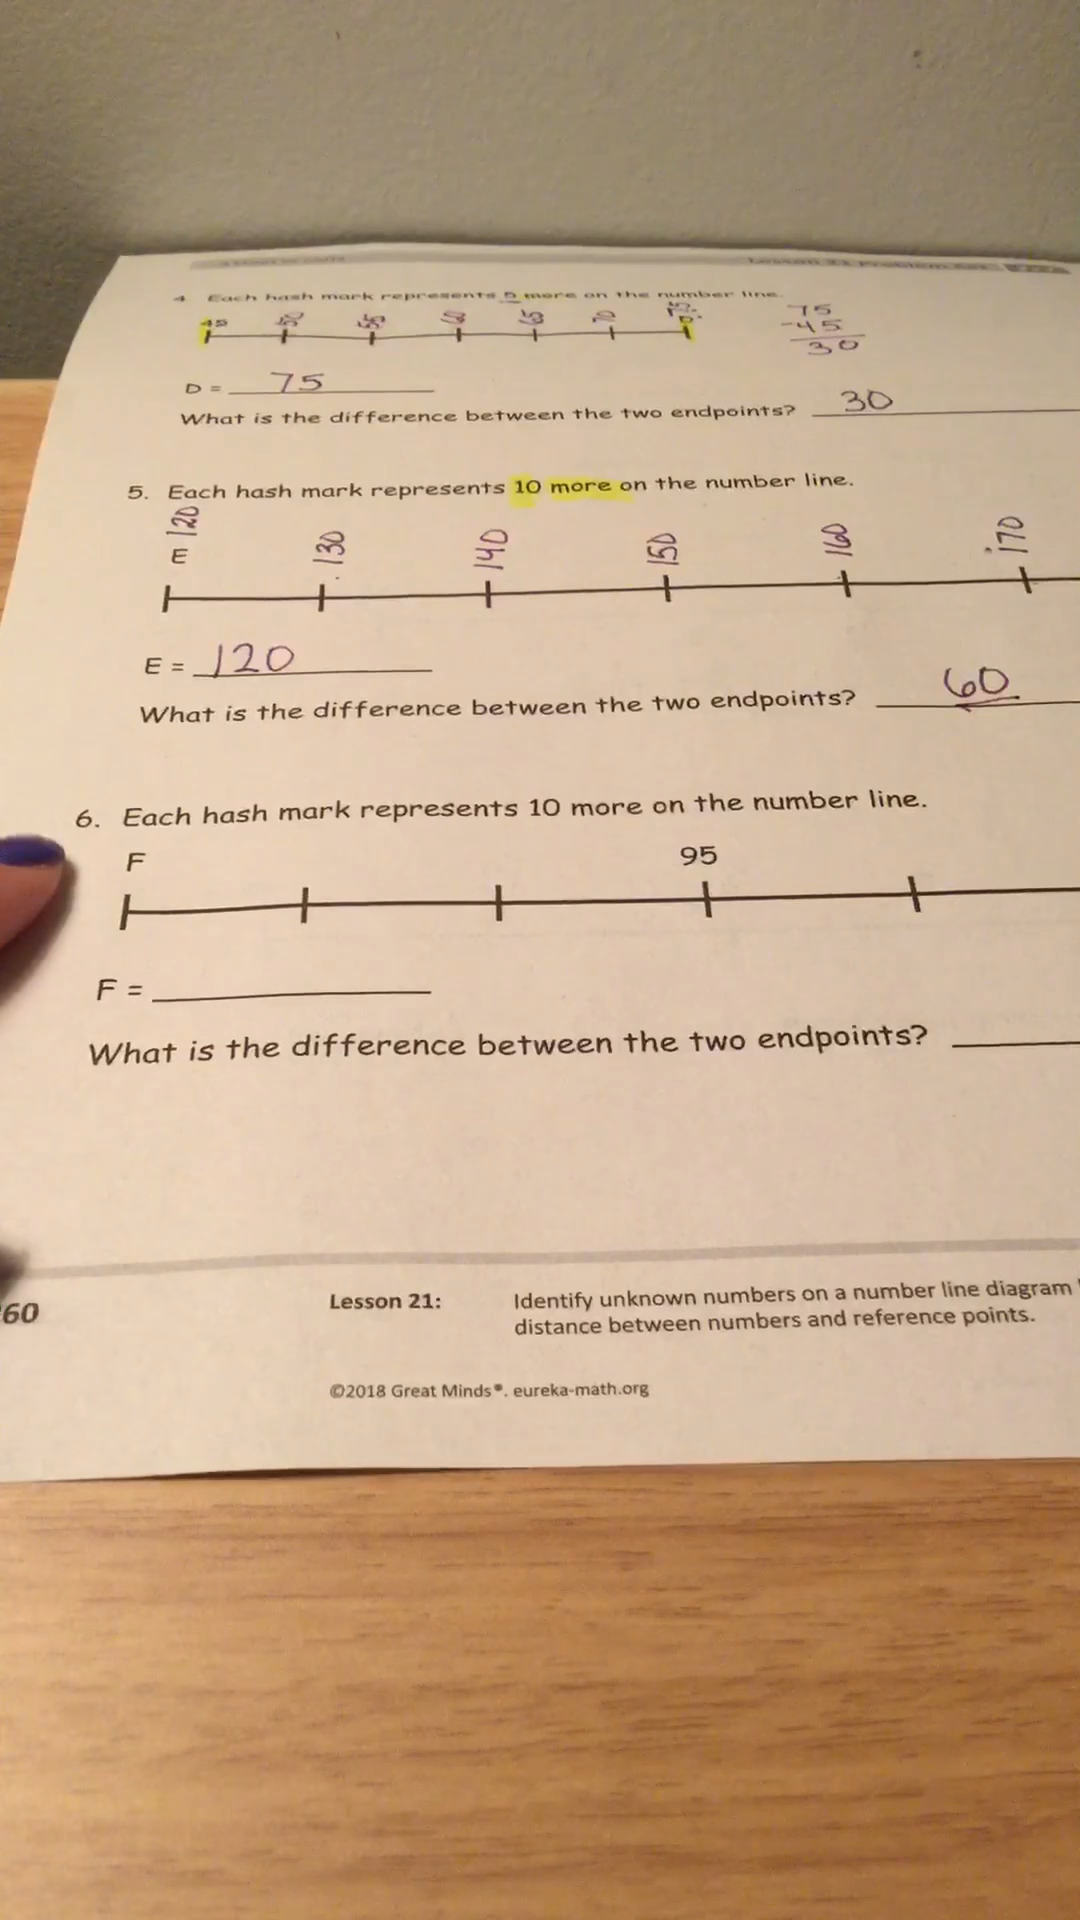 4 Each hash mark represents 5 more on the number line.
45 50 55 60 65 70
75
-45
30
D = 75
What is the difference between the two endpoints? 30
5. Each hash mark represents 10 more on the number line.
120 130 140 150 160 170
E
E = 120
What is the difference between the two endpoints? 60
6. Each hash mark represents 10 more on the number line.
F 95
F =
What is the difference between the two endpoints?
60 Lesson 21: Identify unknown numbers on a number line diagram
distance between numbers and reference points.
©2018 Great Minds®. eureka-math.org